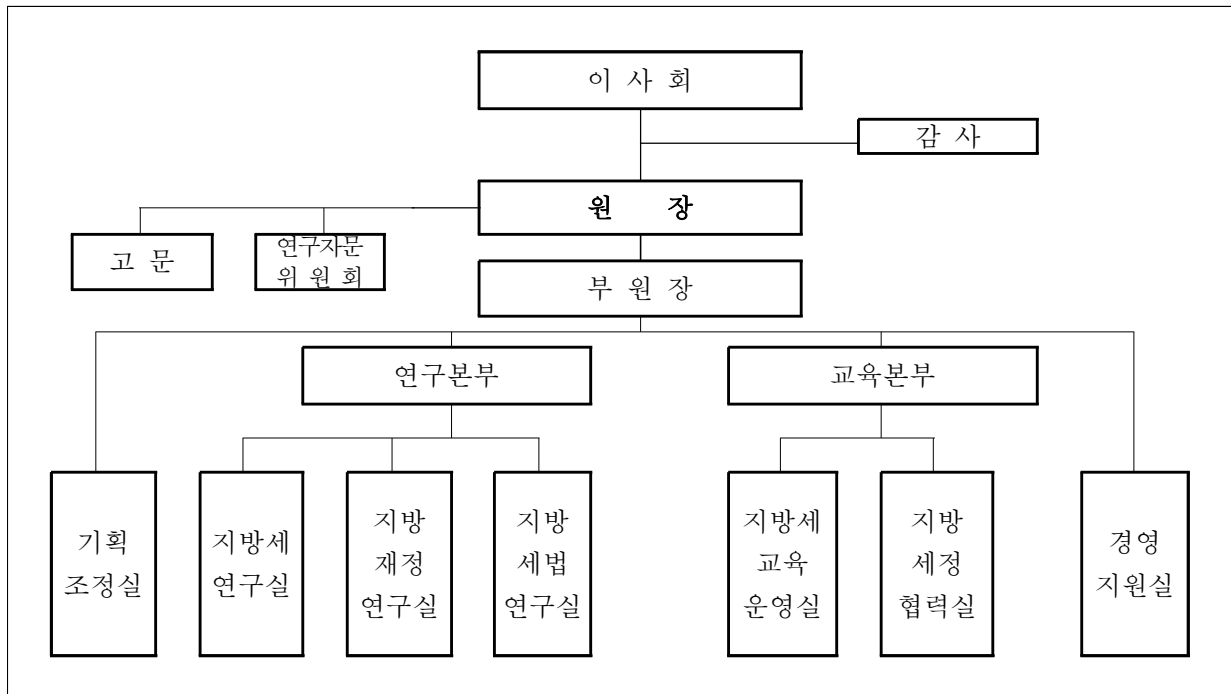 이 사 회
감 사
원 장
고 문
연구자문
위 원 회
부 원 장
연구본부
교육본부
기획
조정실
지방세
연구실
지방
재정
연구실
지방
세법
연구실
지방세
교육
운영실
지방
세정
협력실
경영
지원실